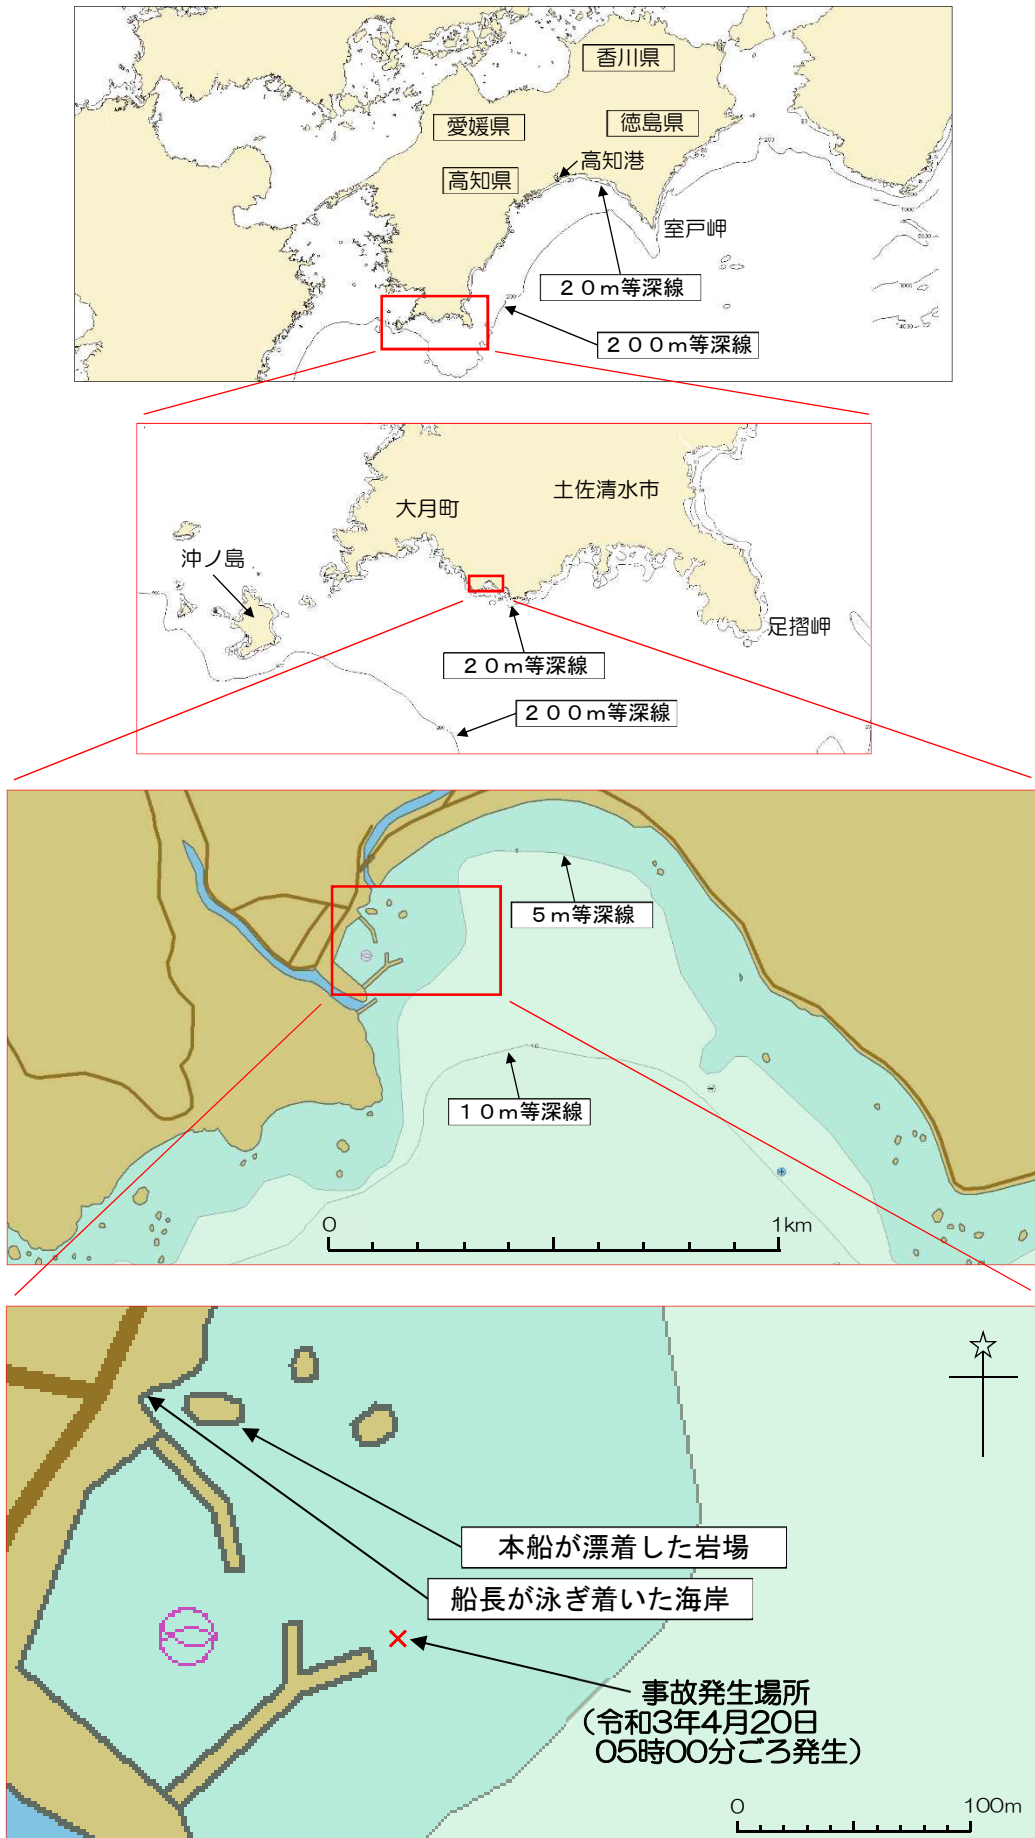 香川県
愛媛県
徳島県
高知港
高知県
室戸岬
20m等深線
200m等深線
大月町
土佐清水市
沖ノ島
足摺岬
20m等深線
200m等深線
5m等深線
10m等深線
0 1km
本船が漂着した岩場
船長が泳ぎ着いた海岸
事故発生場所
(令和3年4月20日
05時00分ごろ発生)
0 100m